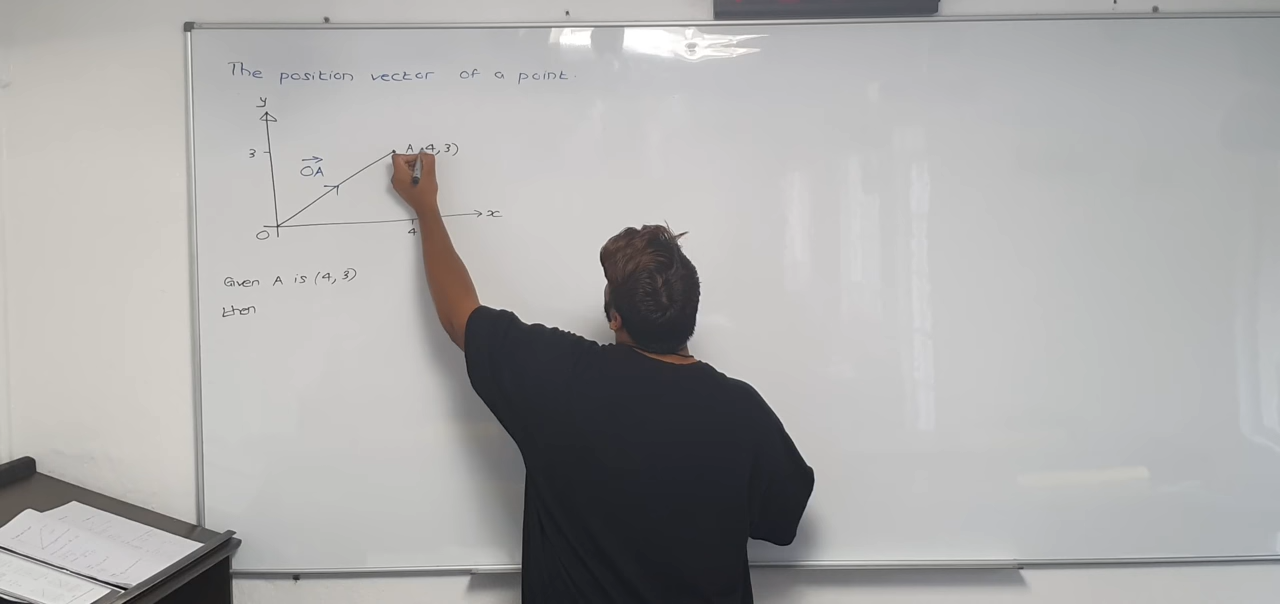 The position vector of a point.
y
3
OA
A (4, 3)
O
4
x
Given A is (4, 3)
then